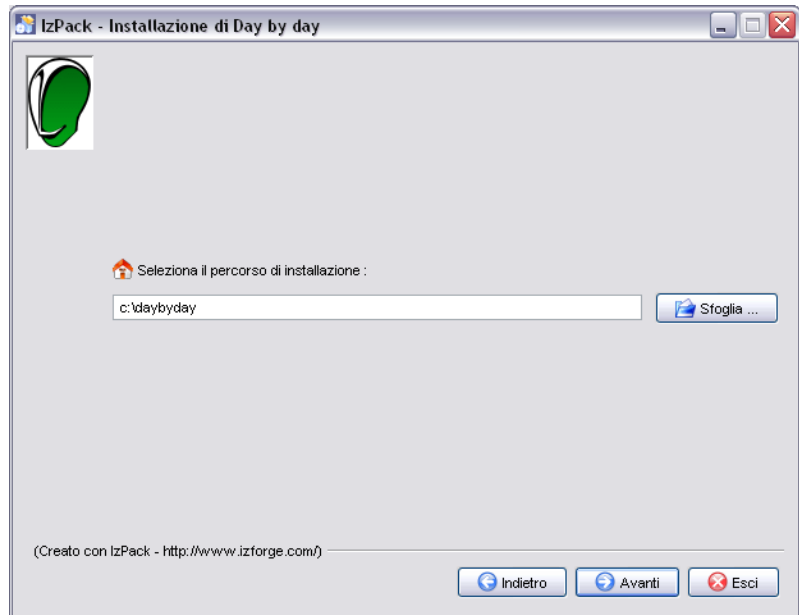 IzPack - Installazione di Day by day
Seleziona il percorso di installazione :
c:\daybyday
Sfoglia ...
(Creato con IzPack - http://www.izforge.com/)
Indietro
Avanti
Esci